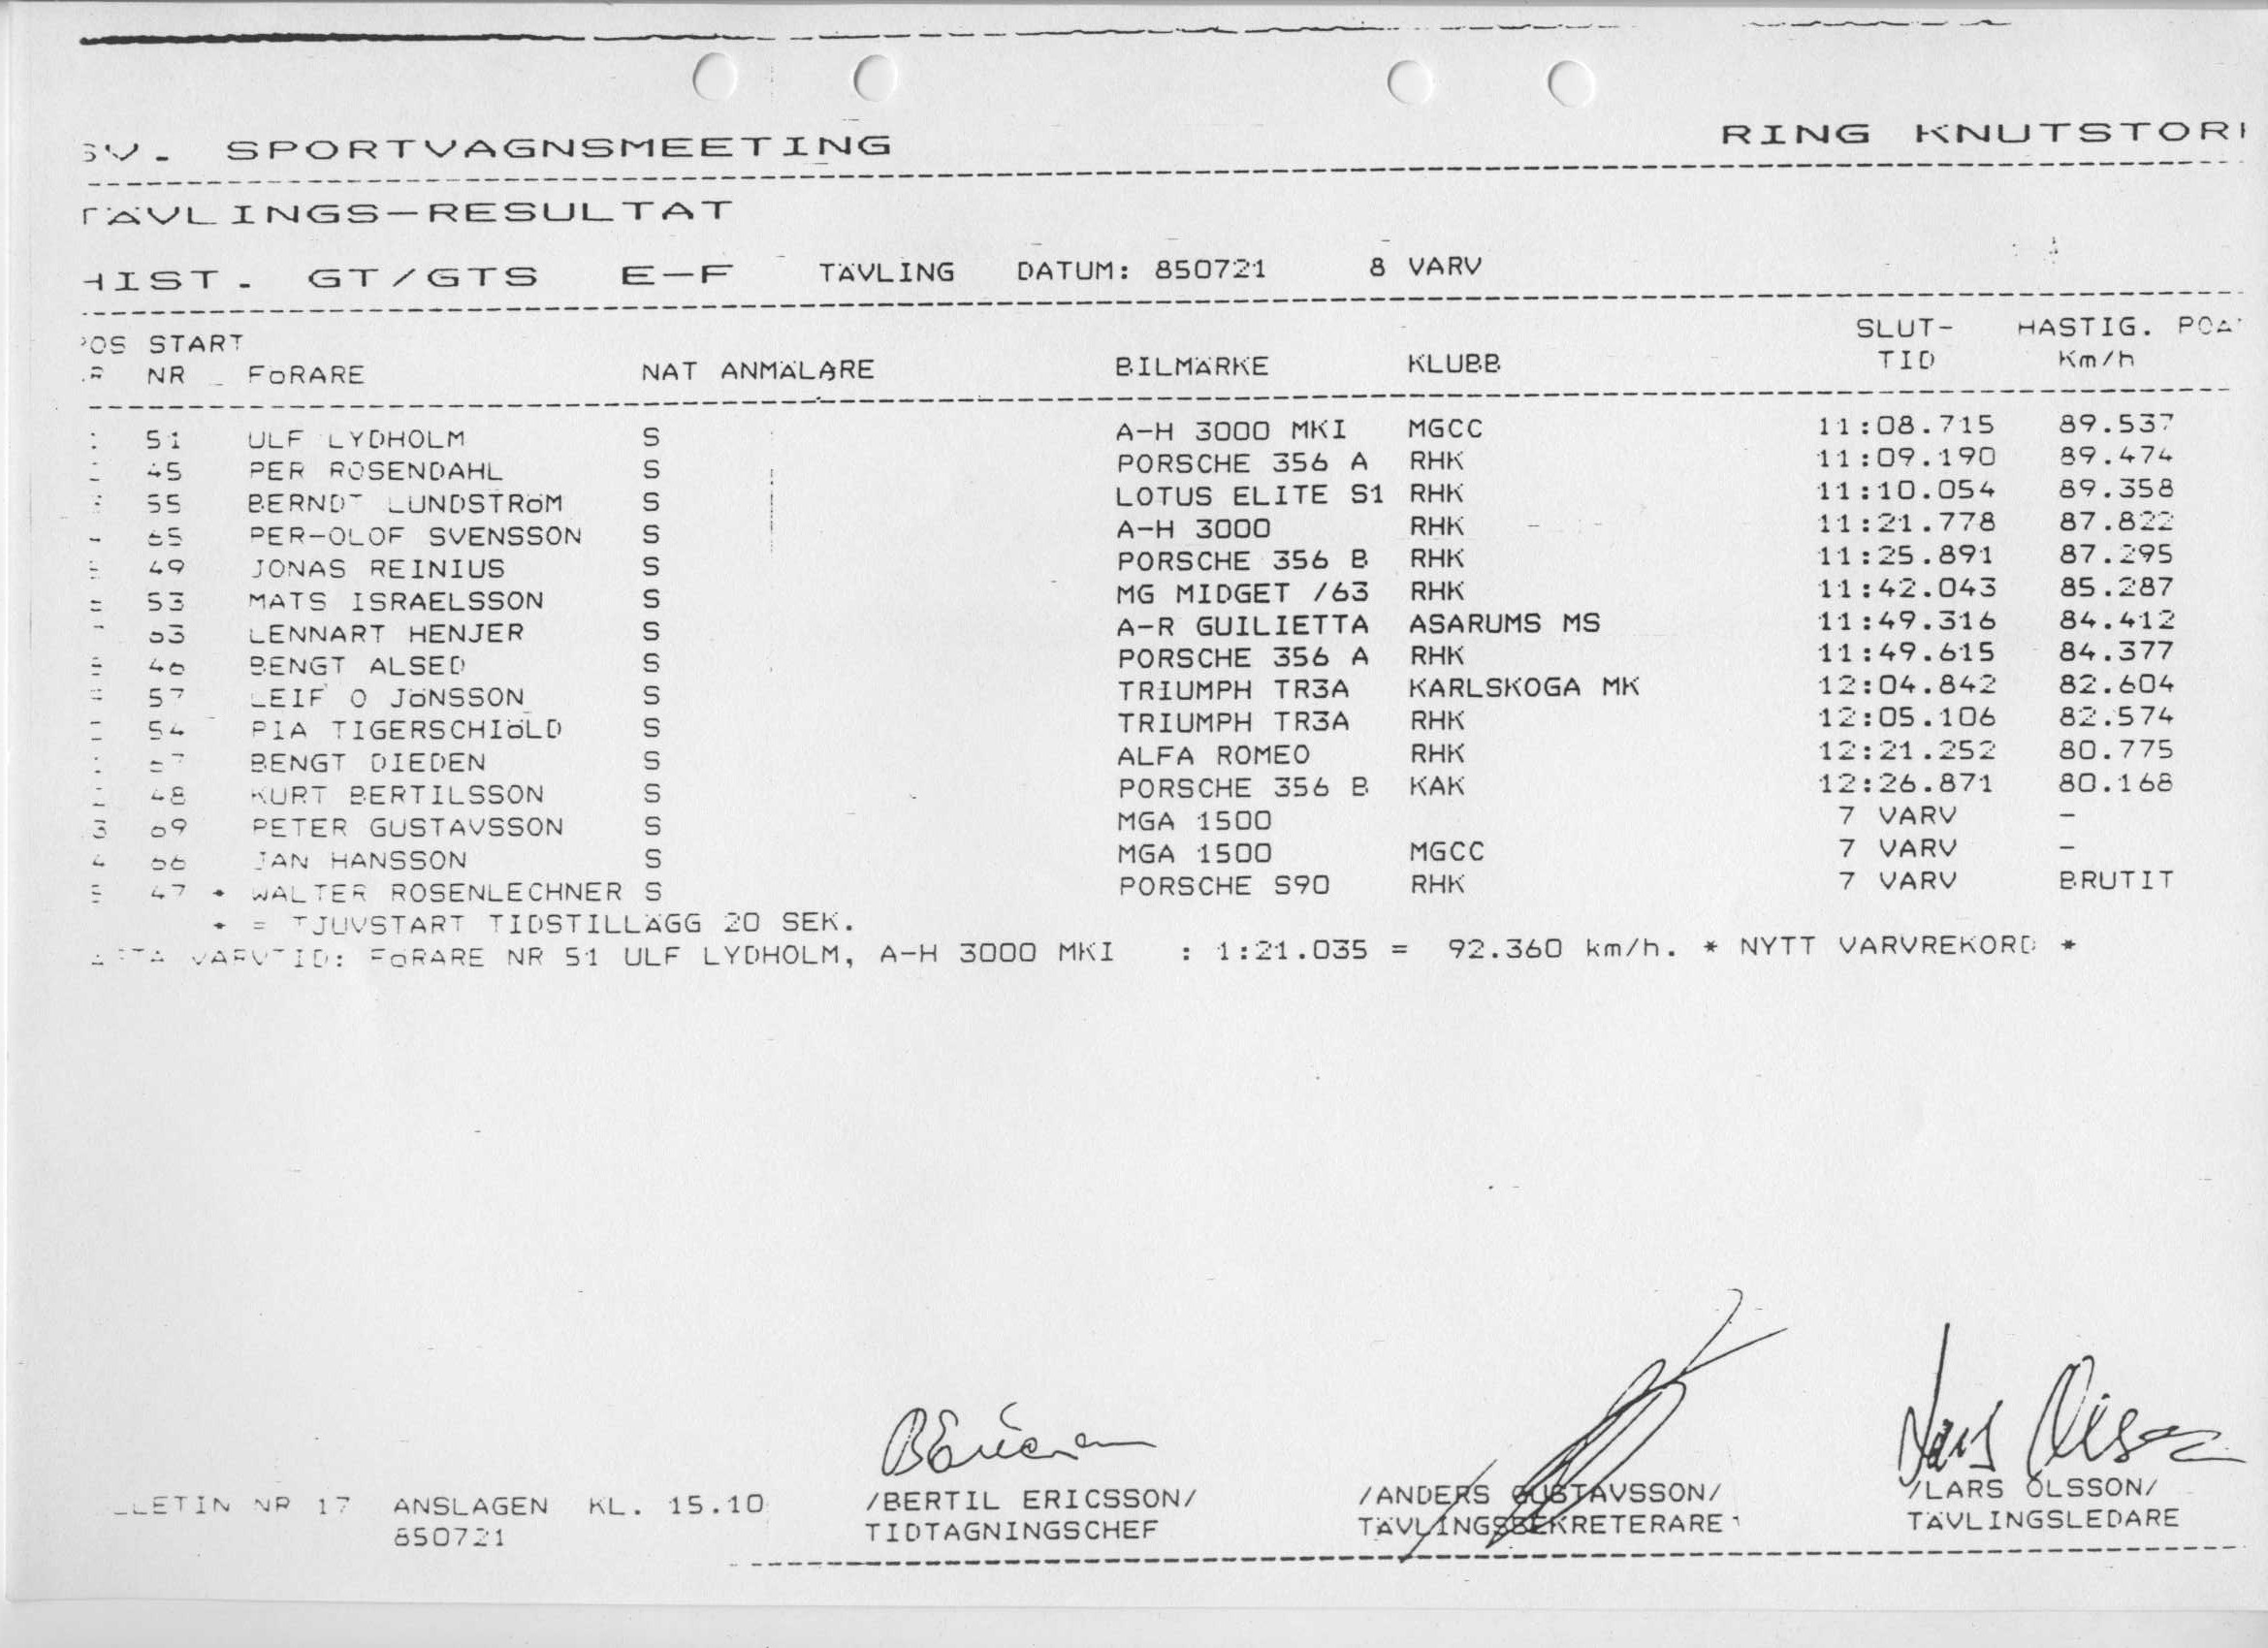 SV. SPORTVAGNSMEETING RING KNUTSTORP
TÄVLINGS-RESULTAT
HIST. GT/GTS E-F TÄVLING DATUM: 850721 8 VARV
POS START SLUT- HASTIG. POÄ
NR FÖRARE NAT ANMÄLARE BILMÄRKE KLUBB TID Km/h
51 ULF LYDHOLM S A-H 3000 MKI MGCC 11:08.715 89.537
45 PER ROSENDAHL S PORSCHE 356 A RHK 11:09.190 89.474
55 BERNDT LUNDSTRÖM S LOTUS ELITE S1 RHK 11:10.054 89.358
65 PER-OLOF SVENSSON S A-H 3000 RHK 11:21.778 87.822
49 JONAS REINIUS S PORSCHE 356 B RHK 11:25.891 87.295
53 MATS ISRAELSSON S MG MIDGET /63 RHK 11:42.043 85.287
63 LENNART HENJER S A-R GUILIETTA ASARUMS MS 11:49.316 84.412
46 BENGT ALSED S PORSCHE 356 A RHK 11:49.615 84.377
57 LEIF O JÖNSSON S TRIUMPH TR3A KARLSKOGA MK 12:04.842 82.604
54 PIA TIGERSCHIÖLD S TRIUMPH TR3A RHK 12:05.106 82.574
BENGT DIEDEN S ALFA ROMEO RHK 12:21.252 80.775
48 KURT BERTILSSON S PORSCHE 356 B KAK 12:26.871 80.168
69 PETER GUSTAVSSON S MGA 1500 7 VARV -
66 JAN HANSSON S MGA 1500 MGCC 7 VARV -
47 * WALTER ROSENLECHNER S PORSCHE S90 RHK 7 VARV BRUTIT
* = TJUVSTART TIDSTILLÄGG 20 SEK.
VARVTID: FÖRARE NR 51 ULF LYDHOLM, A-H 3000 MKI : 1:21.035 = 92.360 km/h. * NYTT VARVREKORD *
LLETIN NR 17 ANSLAGEN KL. 15.10 /BERTIL ERICSSON/ /ANDERS GUSTAVSSON/ /LARS OLSSON/
850721 TIDTAGNINGSCHEF TÄVLINGSSEKRETERARE TÄVLINGSLEDARE